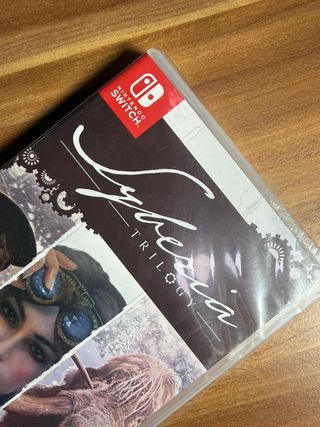 NINTENDO
SWITCH
Syberia
TRILOGY